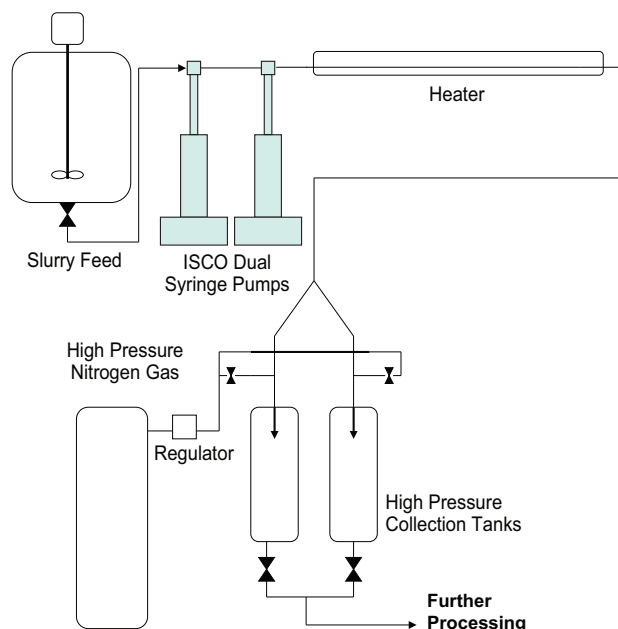 Heater
Slurry Feed
ISCO Dual
Syringe Pumps
High Pressure
Nitrogen Gas
Regulator
High Pressure
Collection Tanks
Further
Processing